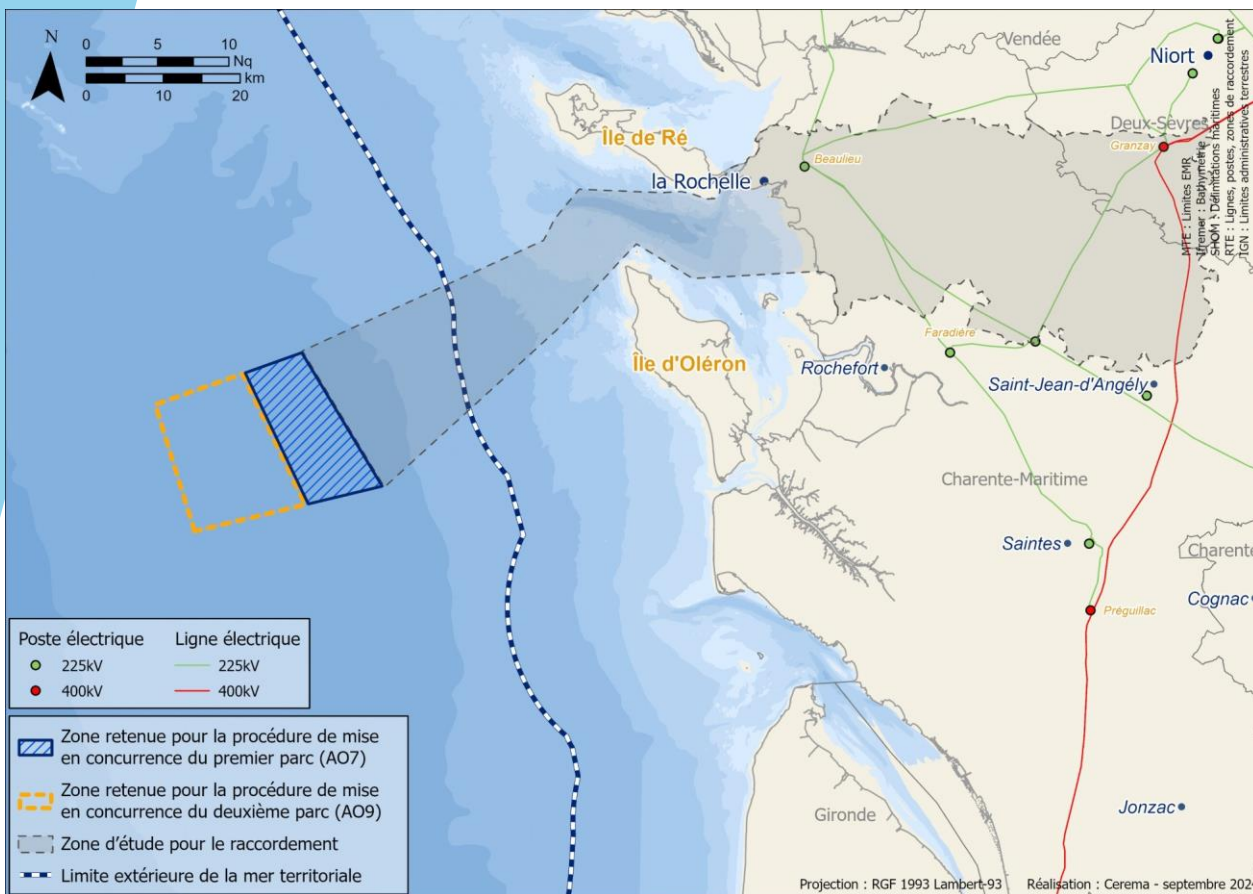 N
0 5 10
Nq
km
0 10 20
Vendée
Niort
Deux-Sèvres
Granzay
Île de Ré
Beaulieu
la Rochelle
MTE : Limites EMR
Ifremer : Bathymétrie
SHOM : Délimitations maritimes
RTE : Lignes, postes, zones de raccordement
IGN : Limites administratives terrestres
Île d'Oléron
Faradière
Rochefort
Saint-Jean-d'Angély
Charente-Maritime
Saintes
Charente
Cognac
Préguillac
Gironde
Jonzac
Poste électrique Ligne électrique
225kV 225kV
400kV 400kV
Zone retenue pour la procédure de mise
en concurrence du premier parc (AO7)
Zone retenue pour la procédure de mise
en concurrence du deuxième parc (AO9)
Zone d'étude pour le raccordement
Limite extérieure de la mer territoriale
Projection : RGF 1993 Lambert-93 Réalisation : Cerema - septembre 202